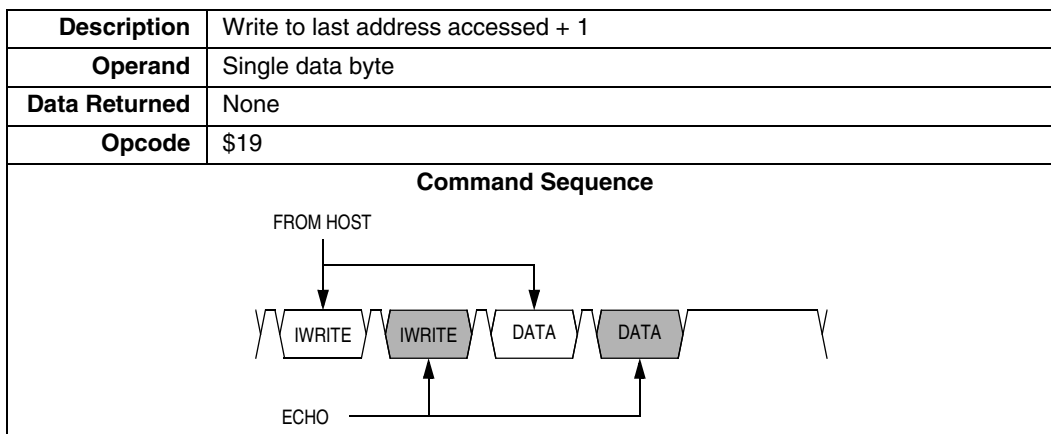 Description Write to last address accessed + 1
Operand Single data byte
Data Returned None
Opcode $19
Command Sequence
FROM HOST
IWRITE IWRITE DATA DATA
ECHO